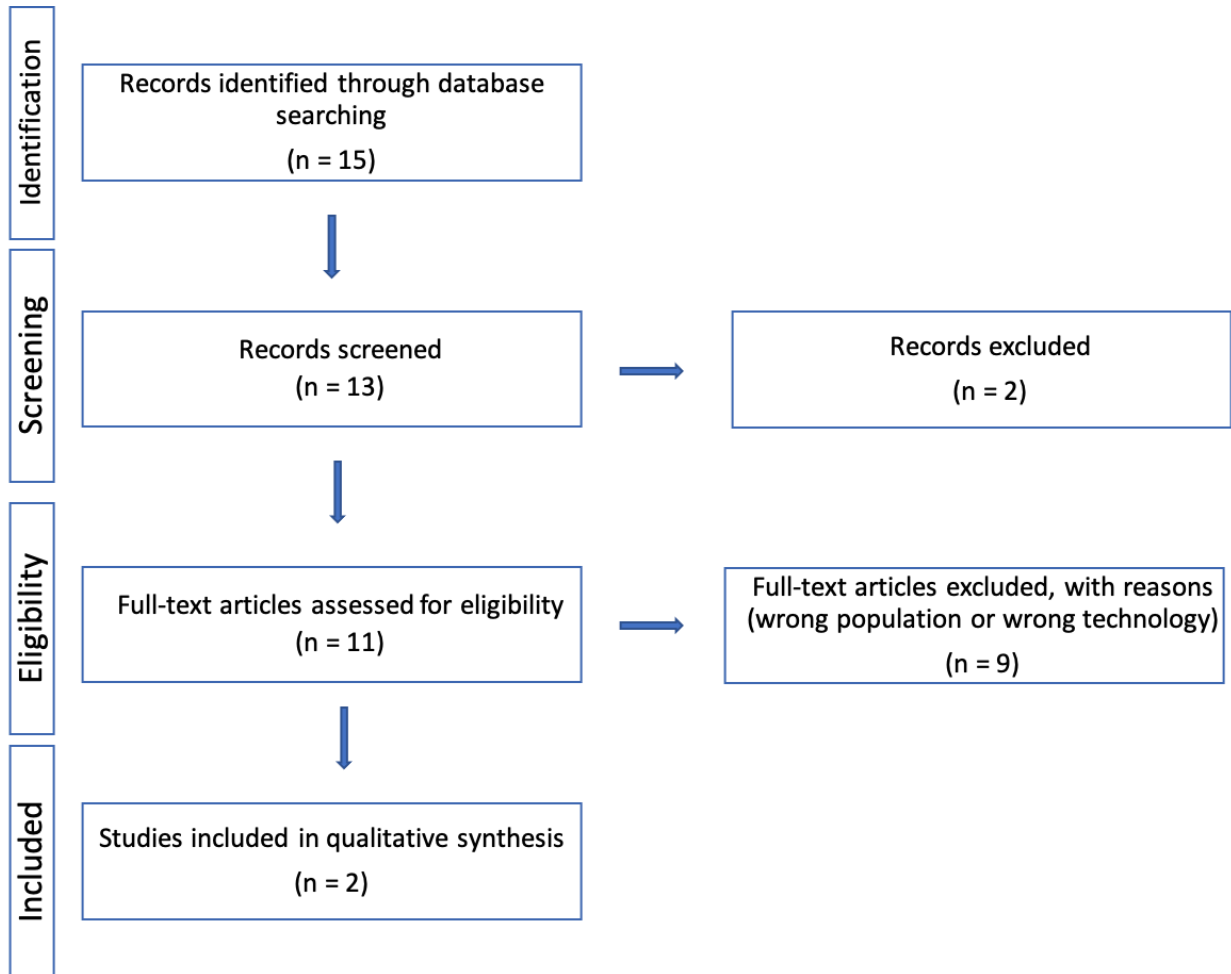 Identification
Records identified through database
searching
(n = 15)
Screening
Records screened
(n = 13)
Records excluded
(n = 2)
Eligibility
Full-text articles assessed for eligibility
(n = 11)
Full-text articles excluded, with reasons
(wrong population or wrong technology)
(n = 9)
Included
Studies included in qualitative synthesis
(n = 2)